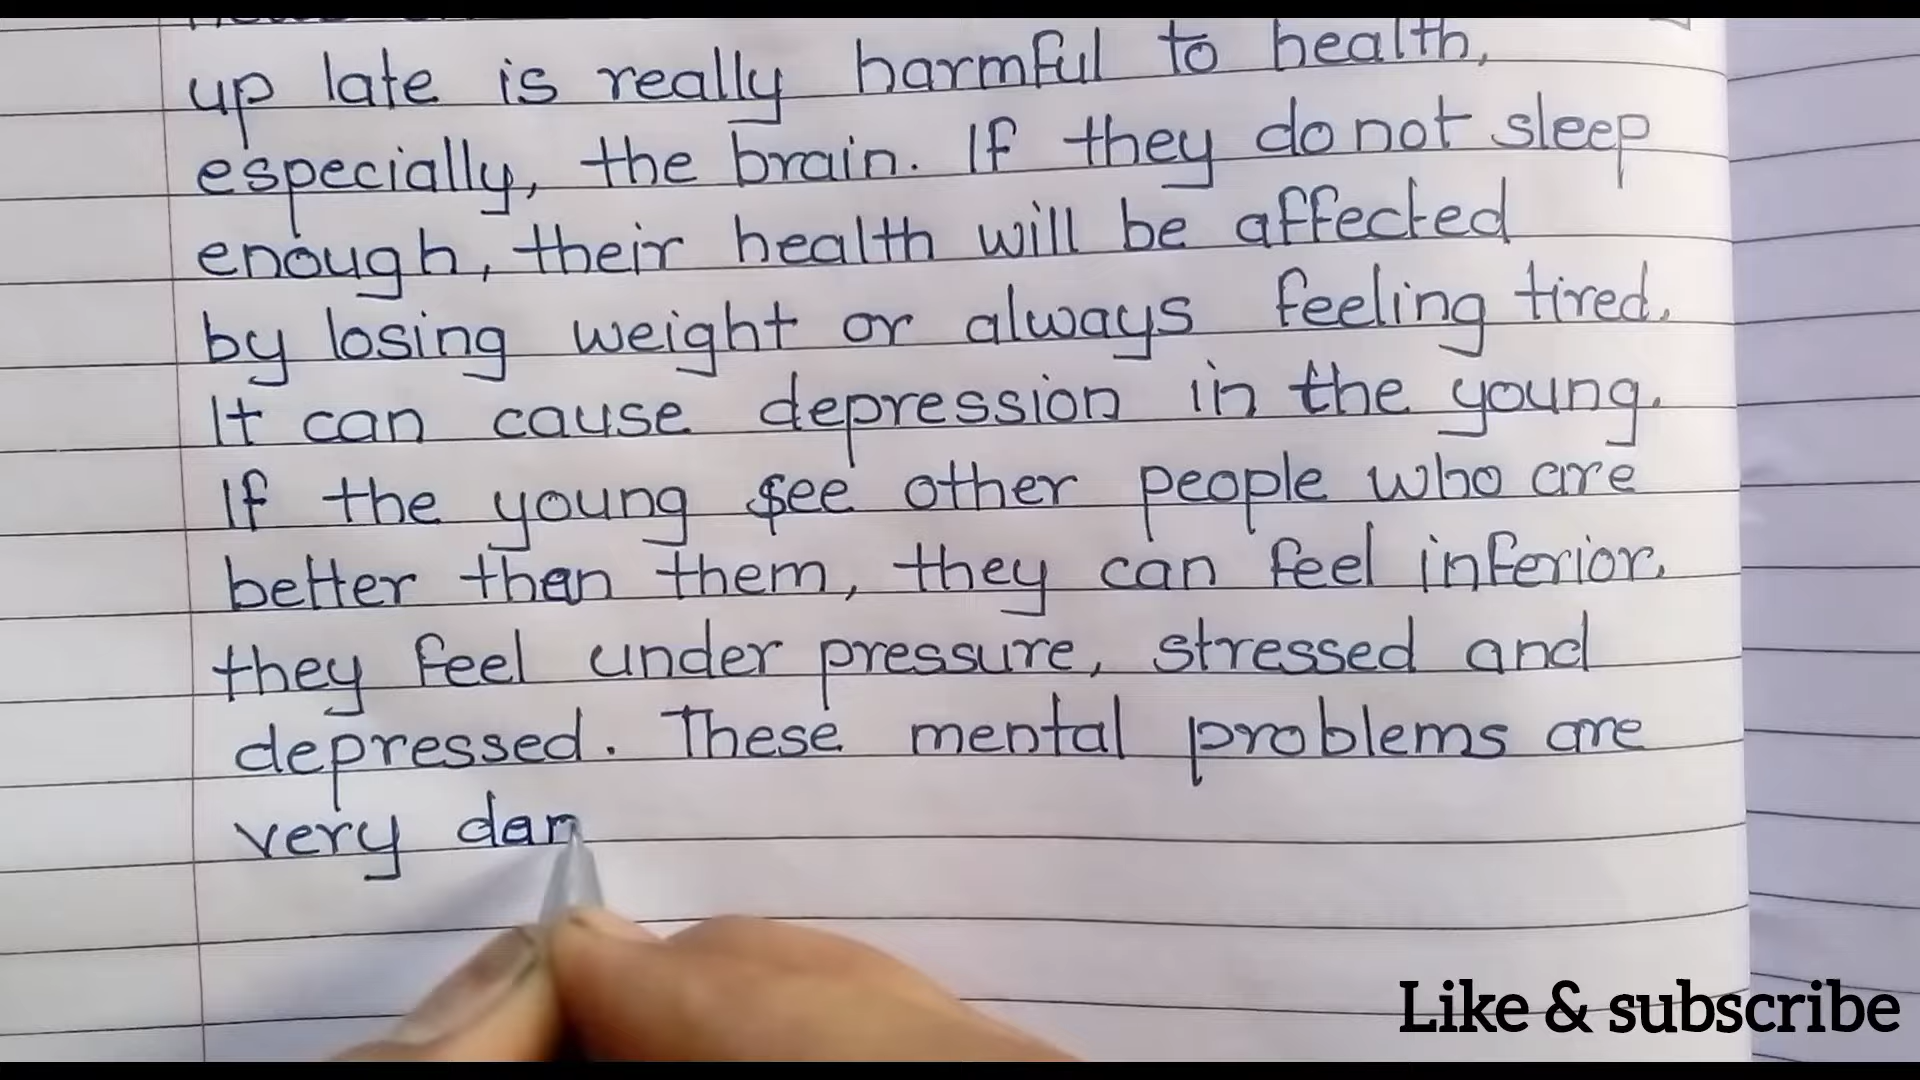 up late is really harmful to health,
especially, the brain. If they do not sleep
enough, their health will be affected
by losing weight or always feeling tired.
It can cause depression in the young.
If the young see other people who are
better than them, they can feel inferior.
they feel under pressure, stressed and
depressed. These mental problems are
very dan
Like & subscribe